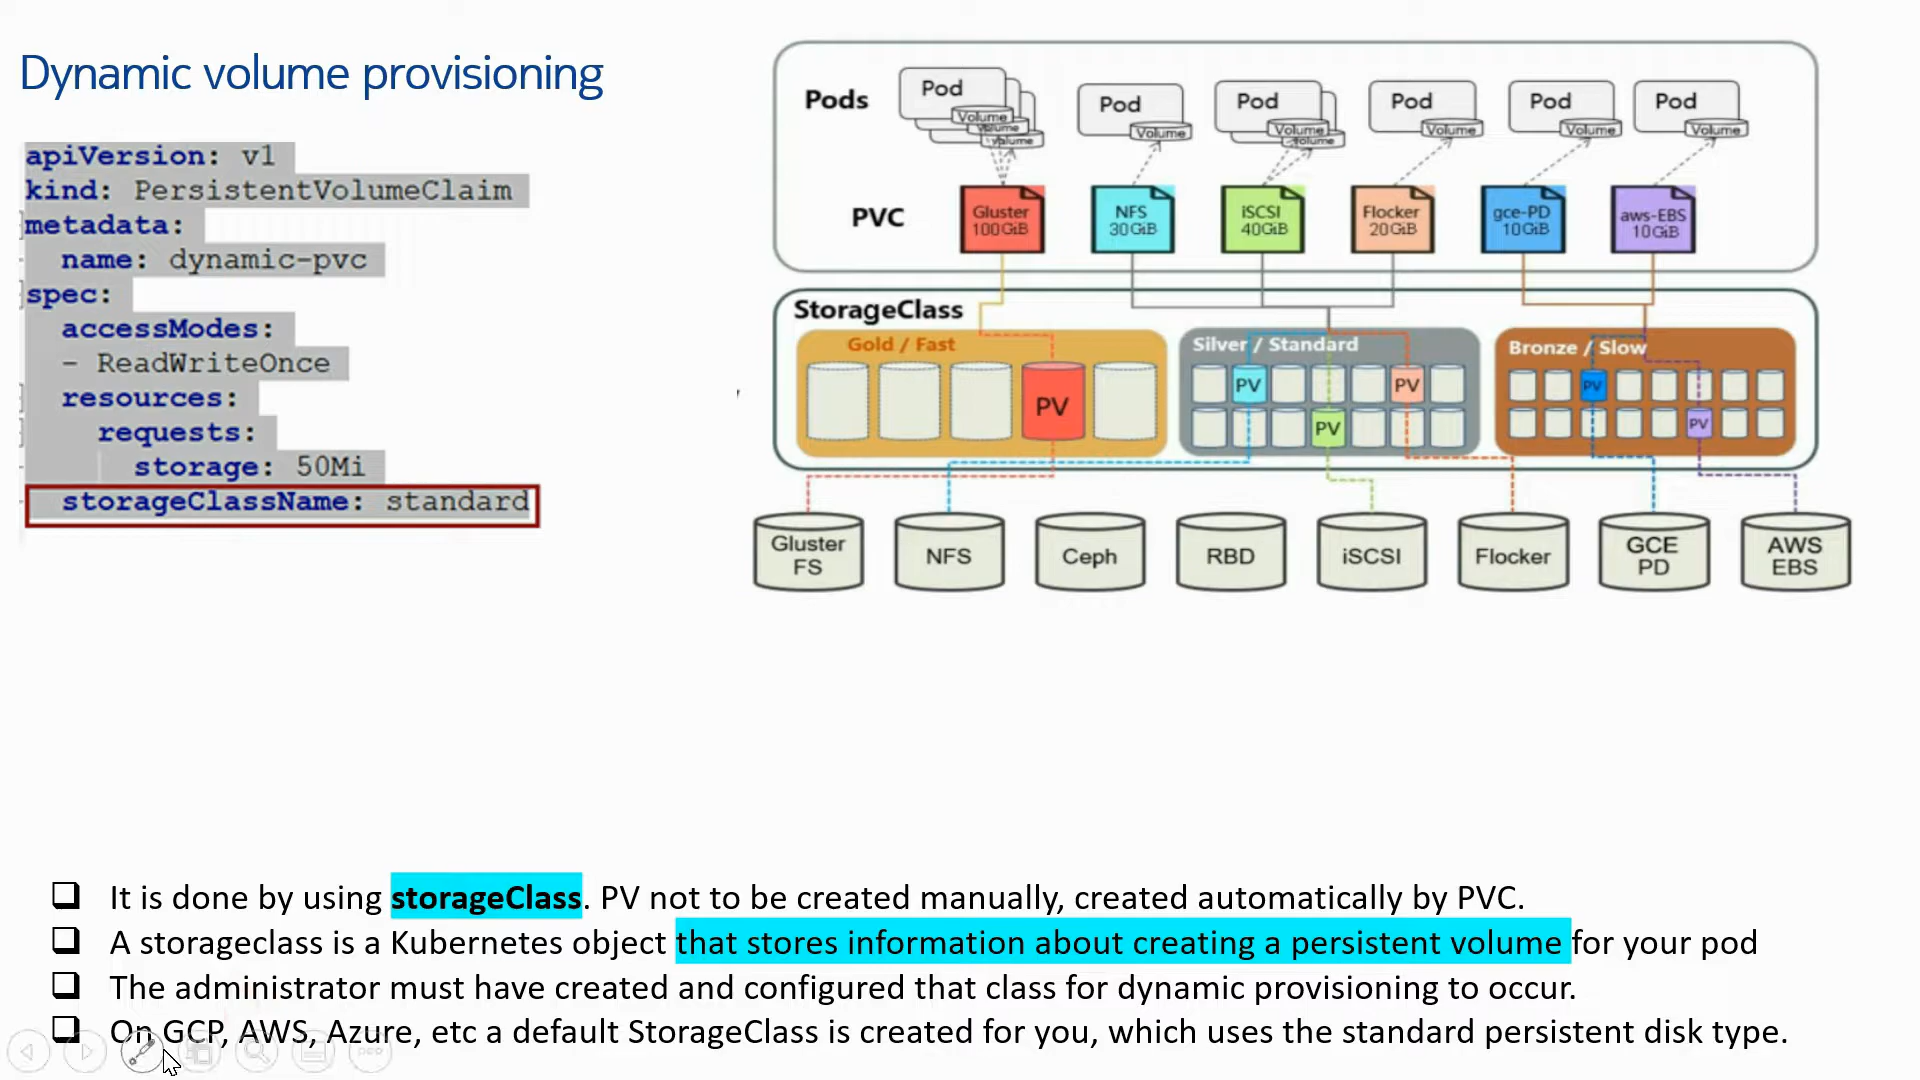 Dynamic volume provisioning
apiVersion: v1
kind: PersistentVolumeClaim
metadata:
name: dynamic-pvc
spec:
accessModes:
- ReadWriteOnce
resources:
requests:
storage: 50Mi
storageClassName: standard
Pods
Pod
Volume
Volume
Volume
Pod
Volume
Pod
Volume
Volume
Pod
Volume
Pod
Volume
Pod
Volume
PVC
Gluster
100GiB
NFS
30GiB
iSCSI
40GiB
Flocker
20GiB
gce-PD
10GiB
aws-EBS
10GiB
StorageClass
Gold / Fast
PV
Silver / Standard
PV
PV
PV
Bronze / Slow
PV
PV
Gluster
FS
NFS
Ceph
RBD
iSCSI
Flocker
GCE
PD
AWS
EBS
It is done by using storageClass. PV not to be created manually, created automatically by PVC.
A storageclass is a Kubernetes object that stores information about creating a persistent volume for your pod
The administrator must have created and configured that class for dynamic provisioning to occur.
On GCP, AWS, Azure, etc a default StorageClass is created for you, which uses the standard persistent disk type.